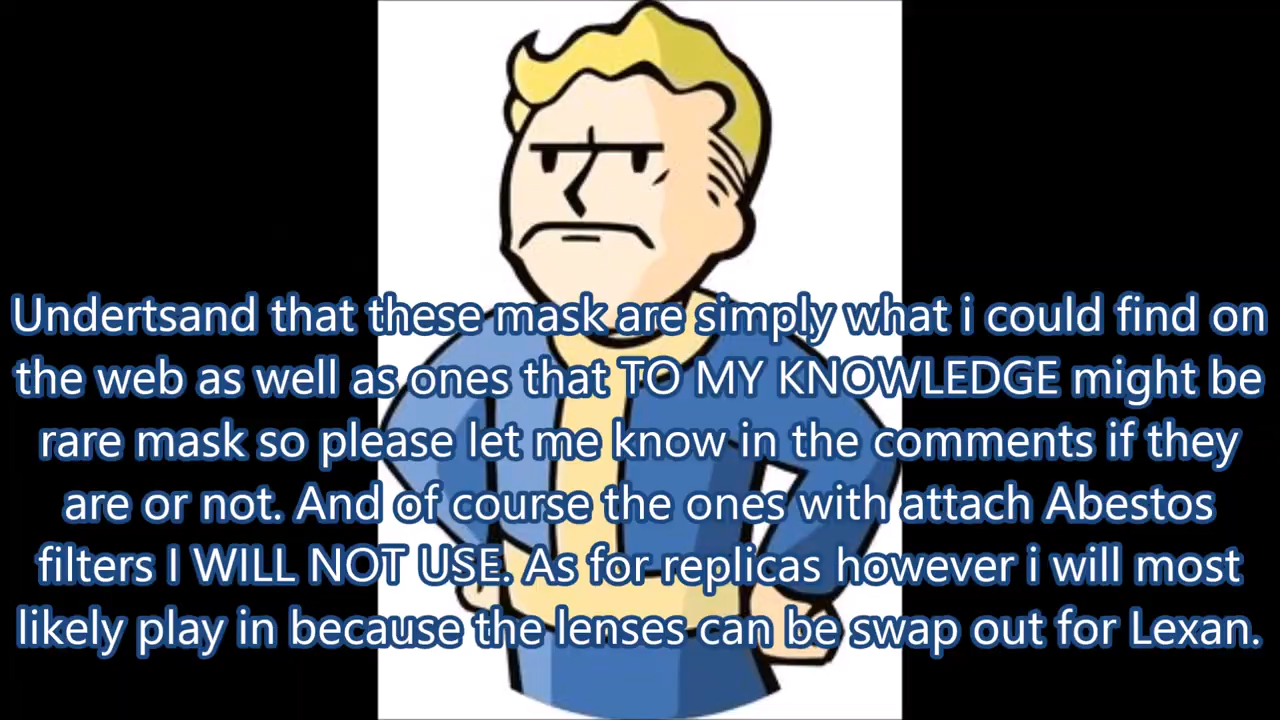 Undertsand that these mask are simply what i could find on
the web as well as ones that TO MY KNOWLEDGE might be
rare mask so please let me know in the comments if they
are or not. And of course the ones with attach Abestos
filters I WILL NOT USE. As for replicas however i will most
likely play in because the lenses can be swap out for Lexan.